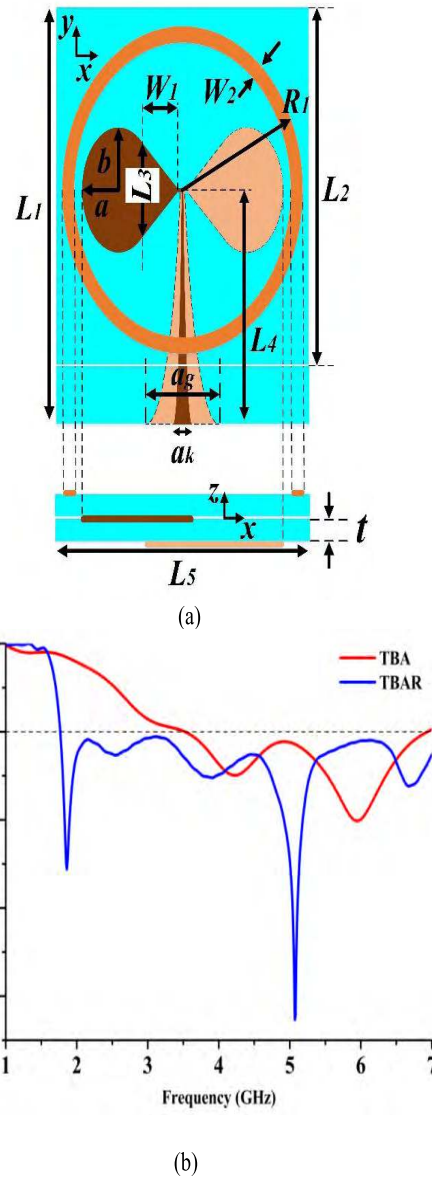 y
x
W1
W2
R1
b
a
L3
L1
L2
L4
ag
ak
z
x
t
L5
(a)
TBA
TBAR
1 2 3 4 5 6 7
Frequency (GHz)
(b)